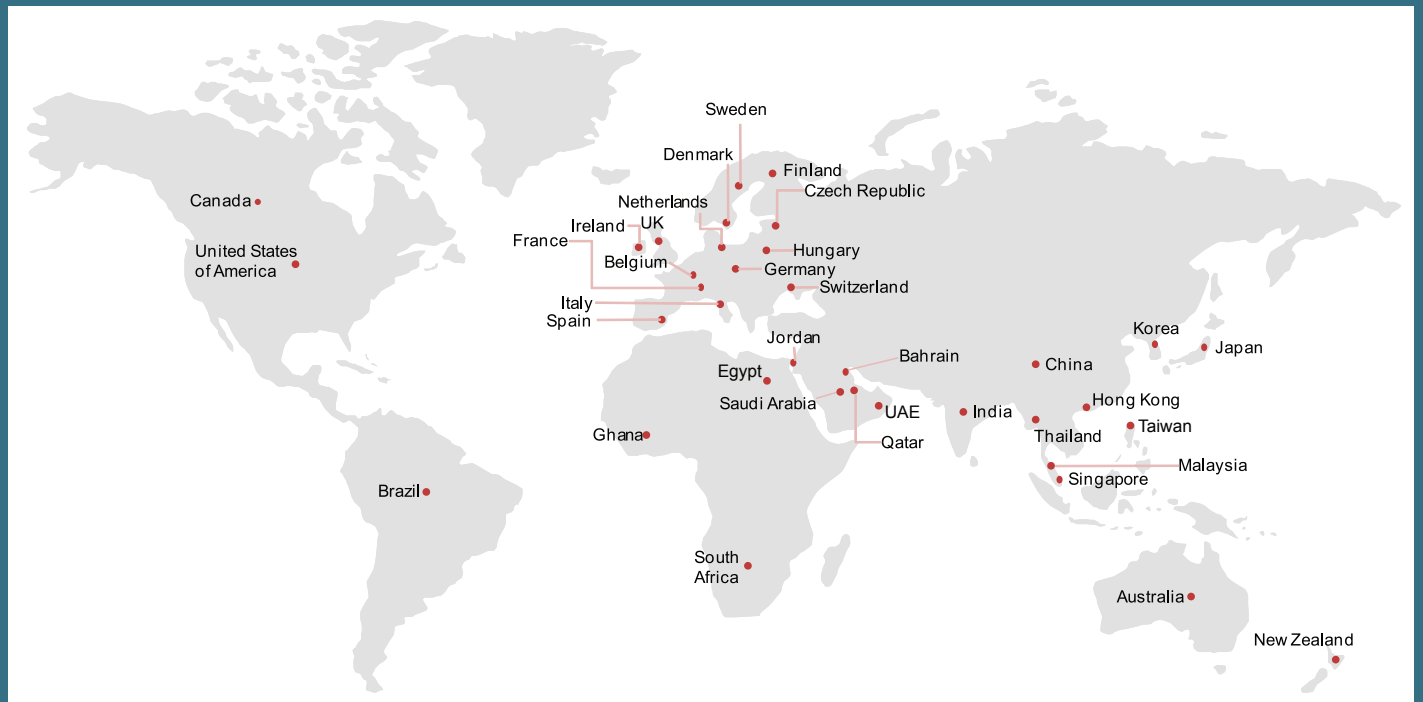 Sweden
Denmark
Finland
Czech Republic
Canada
Netherlands
Ireland
UK
France
Hungary
United States
of America
Belgium
Germany
Switzerland
Italy
Spain
Korea
Jordan
Japan
Bahrain
China
Egypt
Saudi Arabia
Hong Kong
UAE
India
Taiwan
Ghana
Thailand
Qatar
Malaysia
Singapore
Brazil
South
Africa
Australia
New Zealand